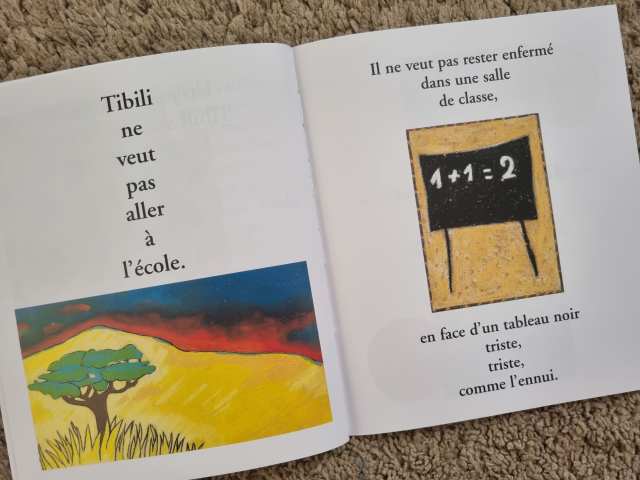 Tibili
ne
veut
pas
aller
à
l'école.
Il ne veut pas rester enfermé
dans une salle
de classe,
1+1=2
en face d'un tableau noir
triste,
triste,
comme l'ennui.